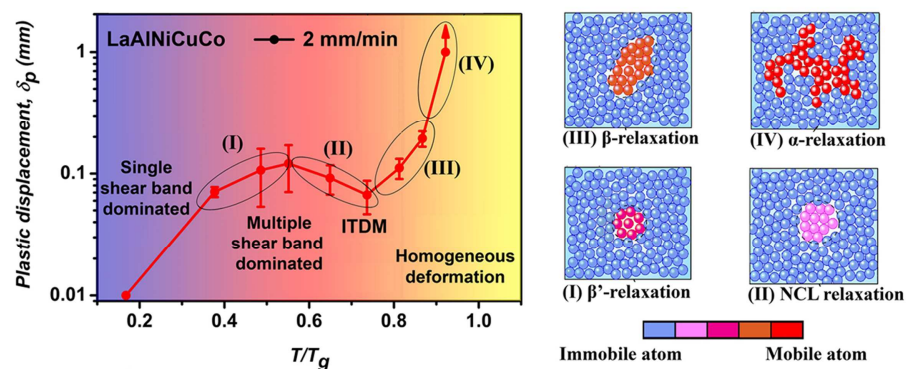 LaAlNiCuCo
2 mm/min
Plastic displacement, δp (mm)
1
0.1
0.01
0.2
0.4
0.6
0.8
1.0
T/Tg
(I)
(II)
(III)
(IV)
Single
shear band
dominated
Multiple
shear band
dominated
ITDM
Homogeneous
deformation
(III) β-relaxation
(IV) α-relaxation
(I) β’-relaxation
(II) NCL relaxation
Immobile atom
Mobile atom